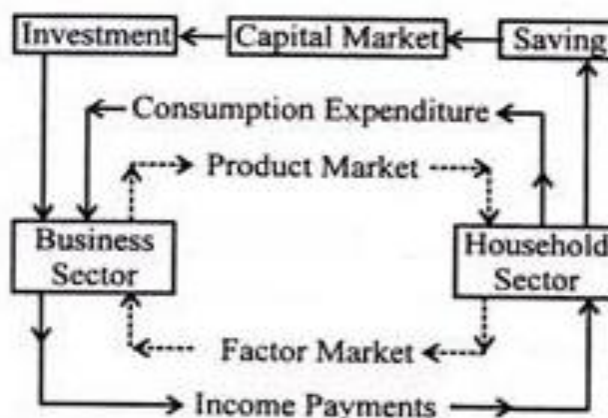 Investment
Capital Market
Saving
Consumption Expenditure
Product Market
Business
Sector
Household
Sector
Factor Market
Income Payments